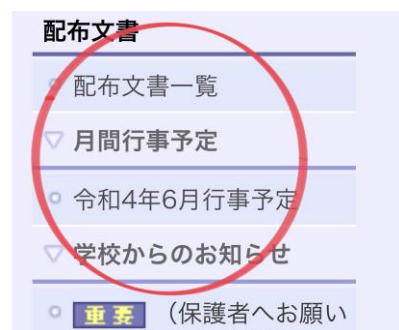 配布文書
配布文書一覧
月間行事予定
令和4年6月行事予定
学校からのお知らせ
重要 （保護者へお願い